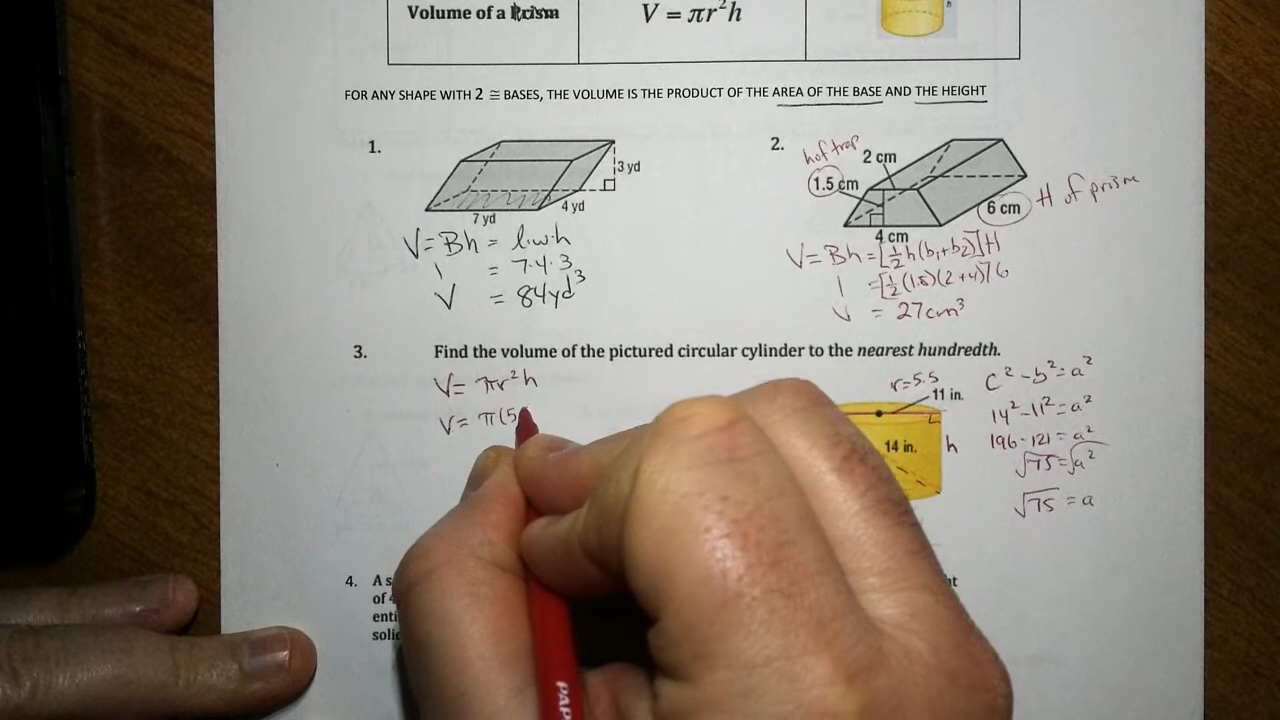 Volume of a Prism
V = πr²h
h
FOR ANY SHAPE WITH 2 ≅ BASES, THE VOLUME IS THE PRODUCT OF THE AREA OF THE BASE AND THE HEIGHT
1.
3 yd
4 yd
7 yd
V=Bh = l·w·h
= 7·4·3
V = 84yd³
2.
h of trap
2 cm
1.5 cm
6 cm
H of prism
4 cm
V=Bh=[½h(b₁+b₂)]H
=[½(1.5)(2+4)]6
V = 27cm³
3. Find the volume of the pictured circular cylinder to the nearest hundredth.
V= πr²h
V= π(5
r=5.5
11 in.
14 in.
h
c²-b²=a²
14²-11²=a²
196-121=a²
√75=√a²
√75=a
4. A s
of 4
enti
soli
PAP